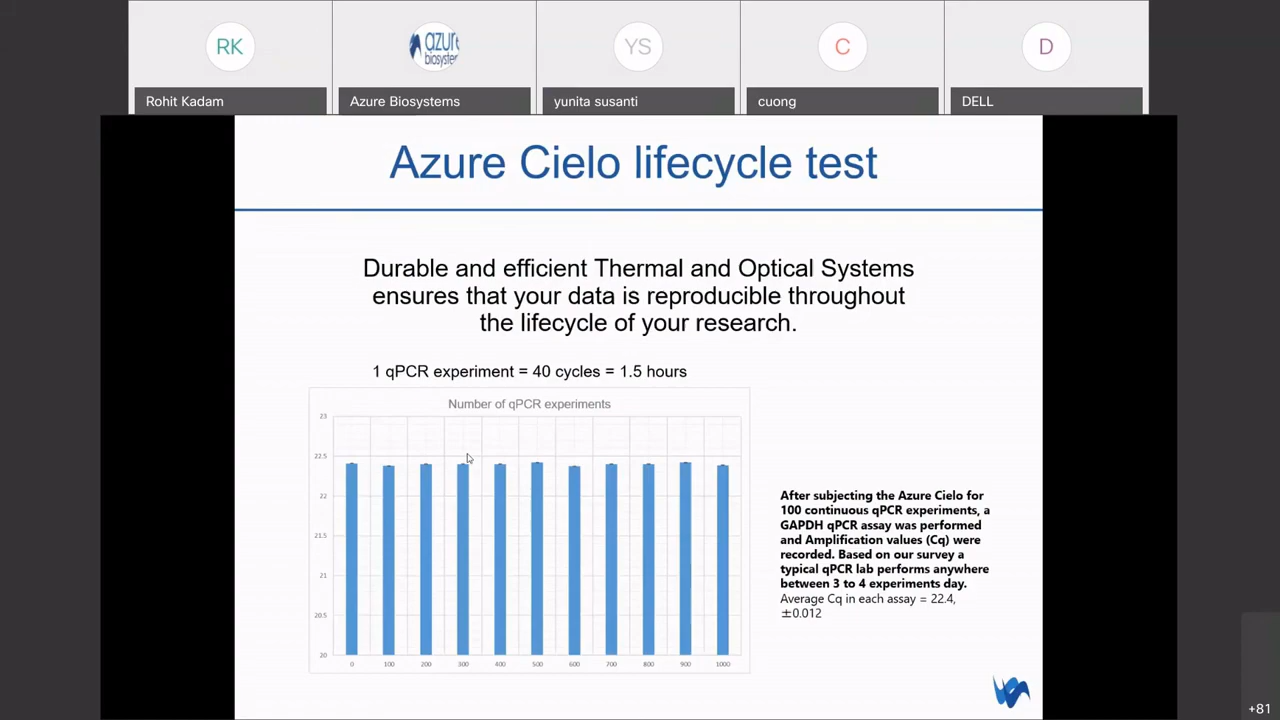 RK
azure
biosystems
YS
C
D
Rohit Kadam
Azure Biosystems
yunita susanti
cuong
DELL
Azure Cielo lifecycle test
Durable and efficient Thermal and Optical Systems
ensures that your data is reproducible throughout
the lifecycle of your research.
1 qPCR experiment = 40 cycles = 1.5 hours
Number of qPCR experiments
23
22.5
22
21.5
21
20.5
20
0 100 200 300 400 500 600 700 800 900 1000
After subjecting the Azure Cielo for
100 continuous qPCR experiments, a
GAPDH qPCR assay was performed
and Amplification values (Cq) were
recorded. Based on our survey a
typical qPCR lab performs anywhere
between 3 to 4 experiments day.
Average Cq in each assay = 22.4,
±0.012
+81